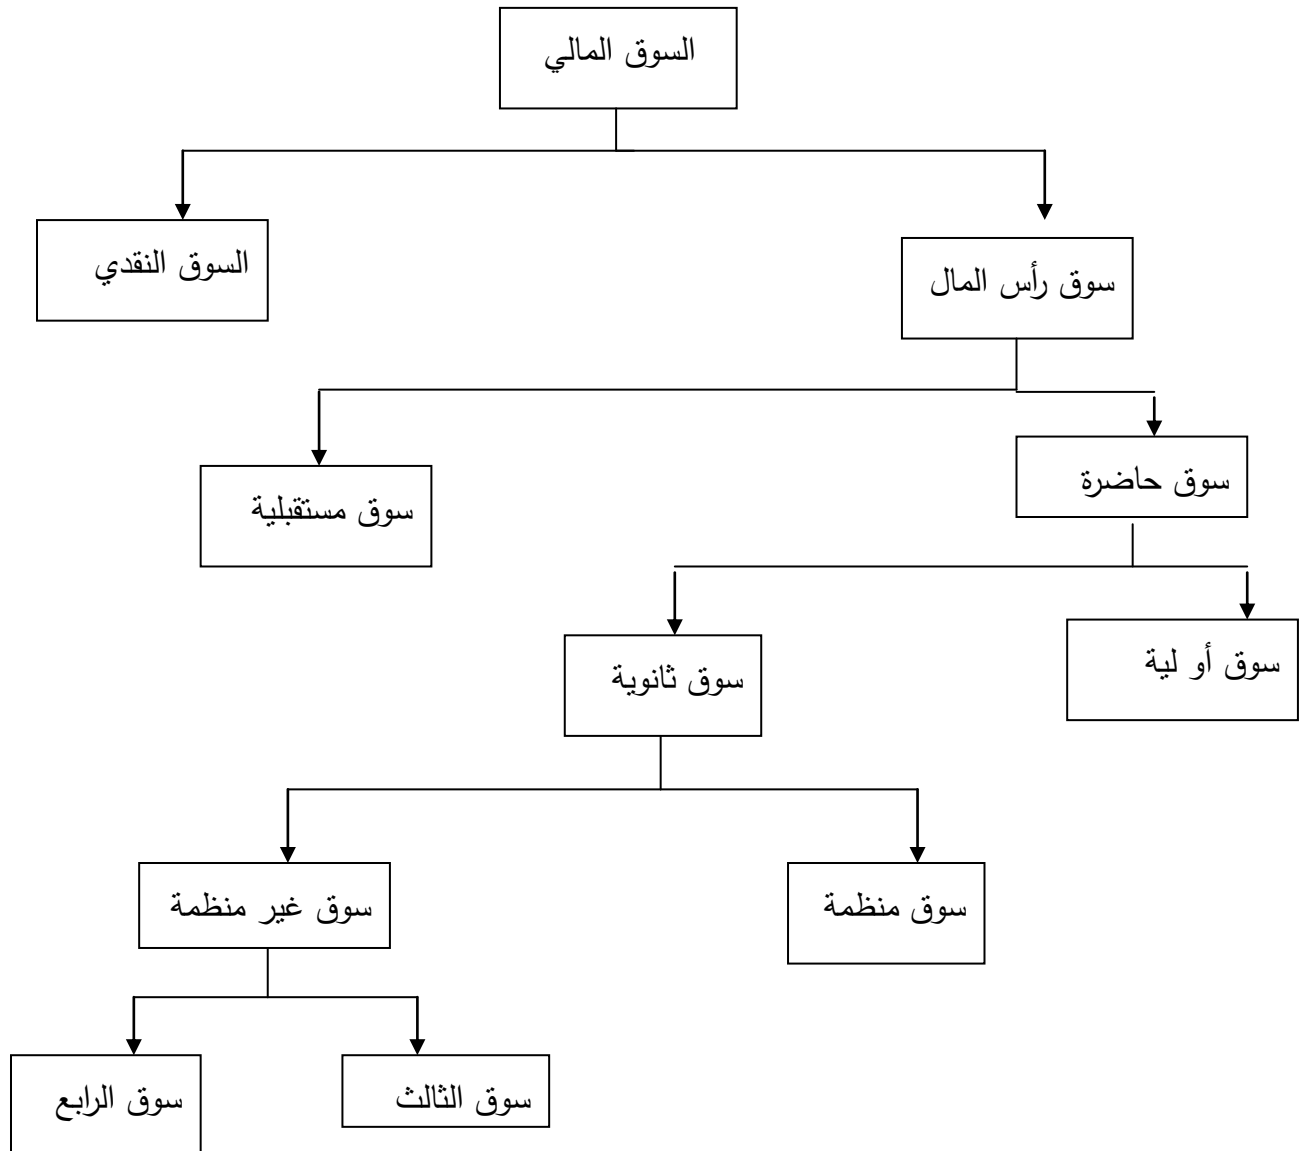 السوق المالي
سوق رأس المال
السوق النقدي
سوق حاضرة
سوق مستقبلية
سوق أو لية
سوق ثانوية
سوق منظمة
سوق غير منظمة
سوق الثالث
سوق الرابع